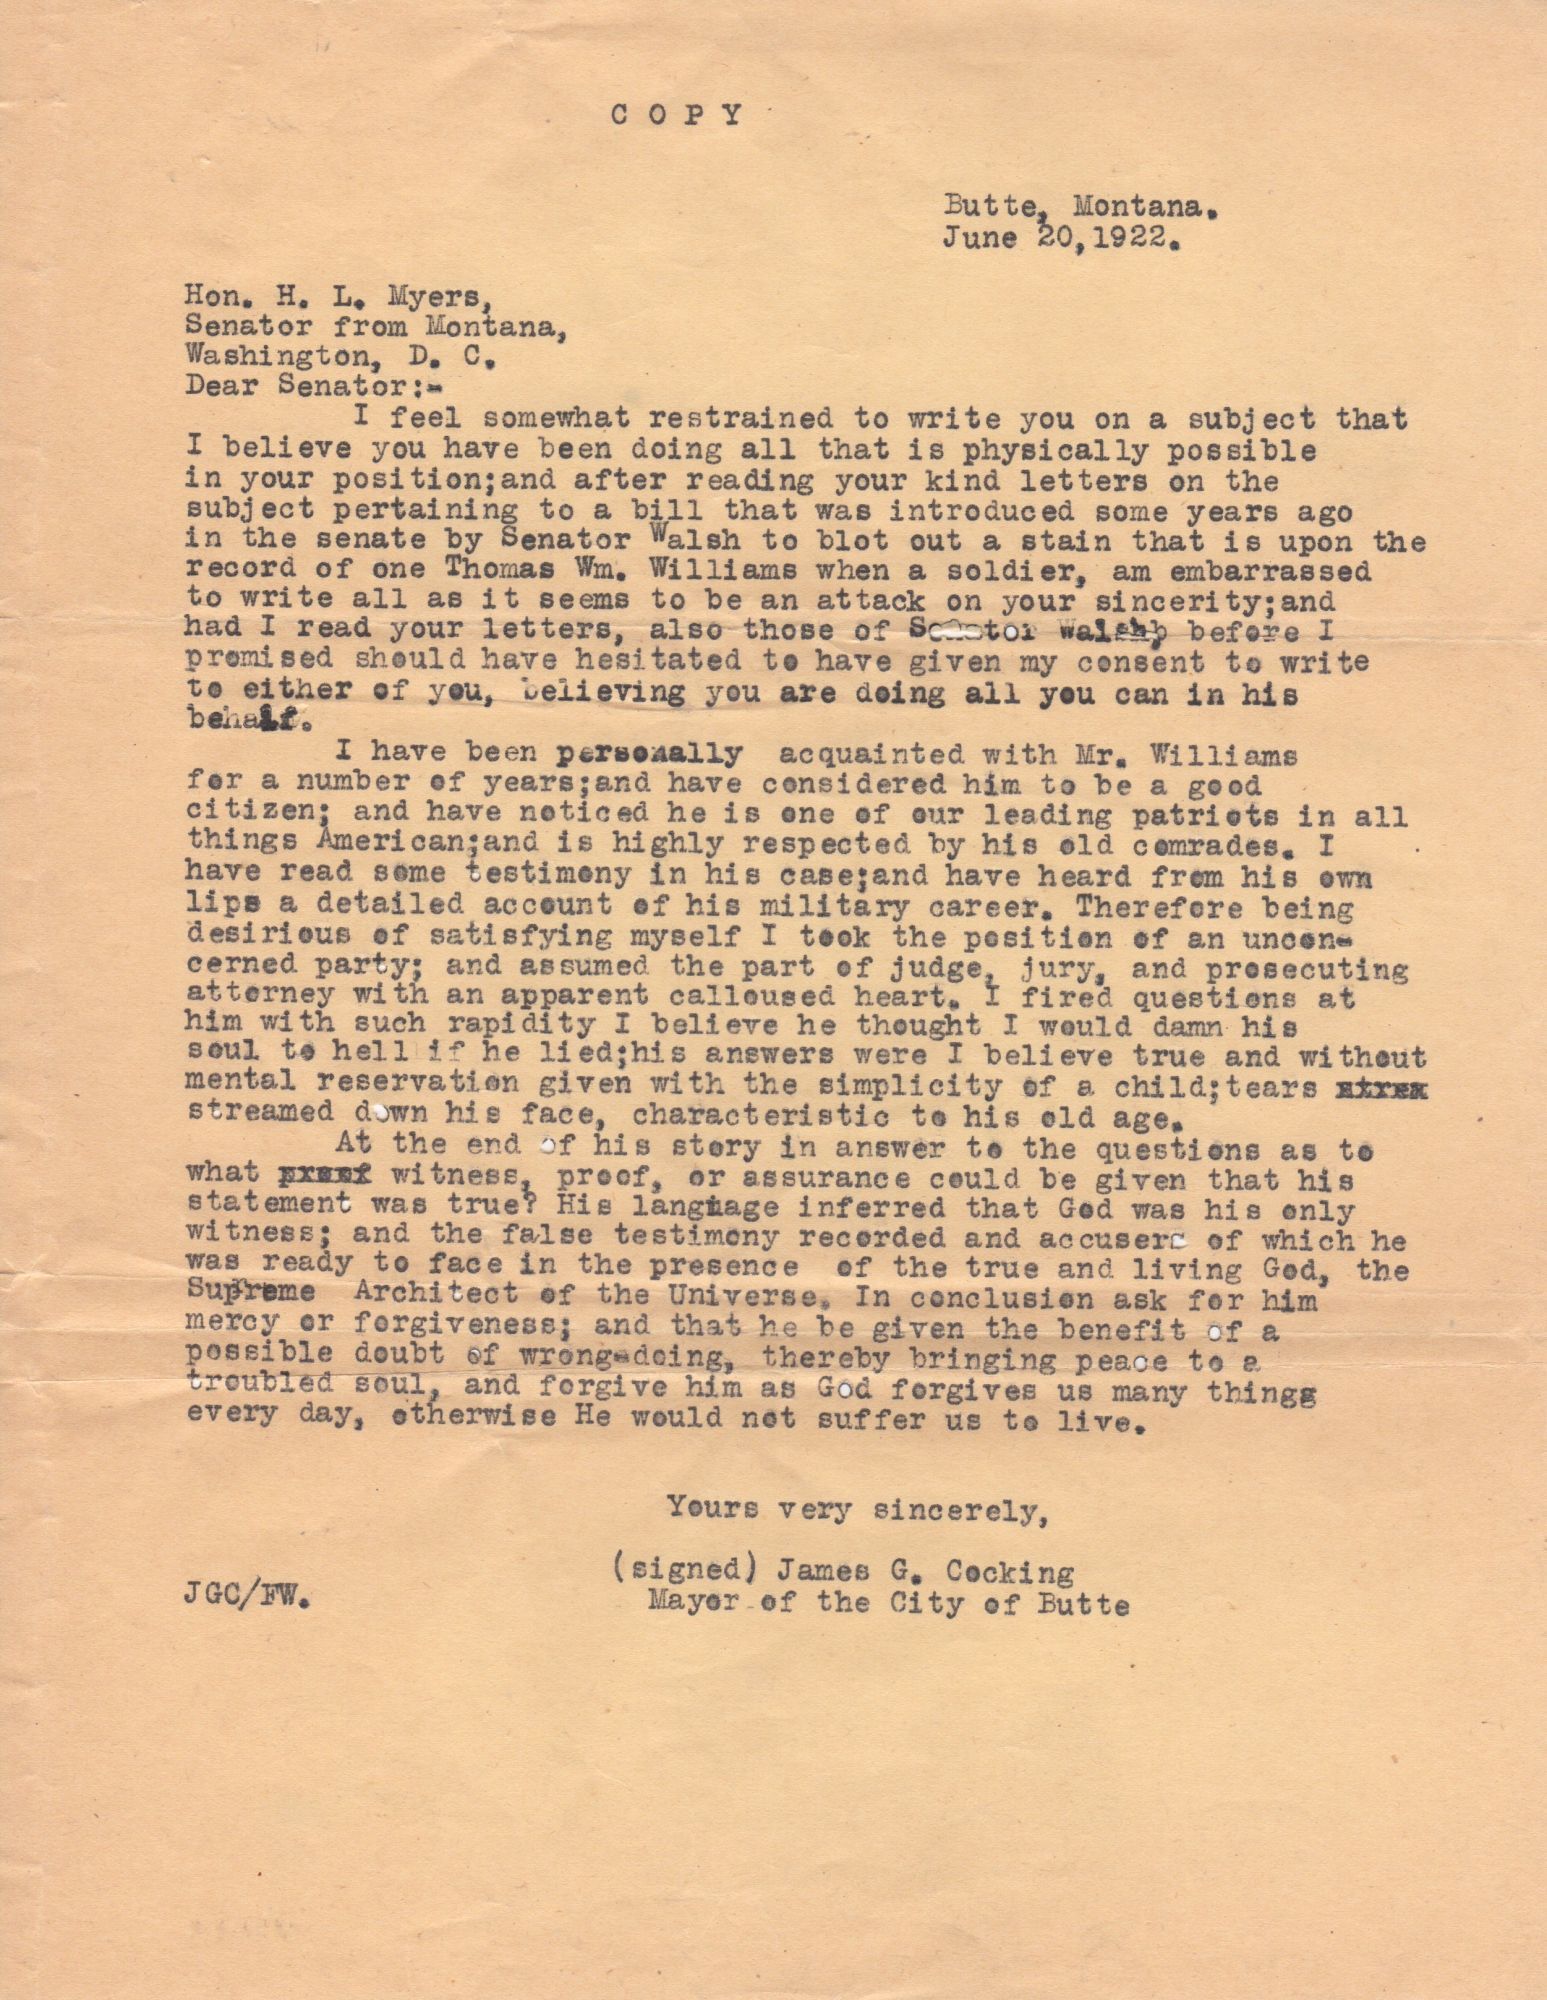 C O P Y
Butte, Montana.
June 20,1922.
Hon. H. L. Myers,
Senator from Montana,
Washington, D. C.
Dear Senator:-
I feel somewhat restrained to write you on a subject that
I believe you have been doing all that is physically possible
in your position;and after reading your kind letters on the
subject pertaining to a bill that was introduced some years ago
in the senate by Senator Walsh to blot out a stain that is upon the
record of one Thomas Wm. Williams when a soldier, am embarrassed
to write all as it seems to be an attack on your sincerity;and
had I read your letters, also those of Senator Walsh, before I
promised should have hesitated to have given my consent to write
to either of you, believing you are doing all you can in his
behalf.
I have been personally acquainted with Mr. Williams
for a number of years;and have considered him to be a good
citizen; and have noticed he is one of our leading patriots in all
things American;and is highly respected by his old comrades. I
have read some testimony in his case;and have heard from his own
lips a detailed account of his military career. Therefore being
desirious of satisfying myself I took the position of an uncon-
cerned party; and assumed the part of judge, jury, and prosecuting
attorney with an apparent calloused heart. I fired questions at
him with such rapidity I believe he thought I would damn his
soul to hell if he lied;his answers were I believe true and without
mental reservation given with the simplicity of a child;tears
streamed down his face, characteristic to his old age.
At the end of his story in answer to the questions as to
what proof witness, proof, or assurance could be given that his
statement was true? His language inferred that God was his only
witness; and the false testimony recorded and accusers of which he
was ready to face in the presence of the true and living God, the
Supreme Architect of the Universe. In conclusion ask for him
mercy or forgiveness; and that he be given the benefit of a
possible doubt of wrong-doing, thereby bringing peace to a
troubled soul, and forgive him as God forgives us many things
every day, otherwise He would not suffer us to live.
Yours very sincerely,
(signed) James G. Cocking
JGC/FW.
Mayor of the City of Butte